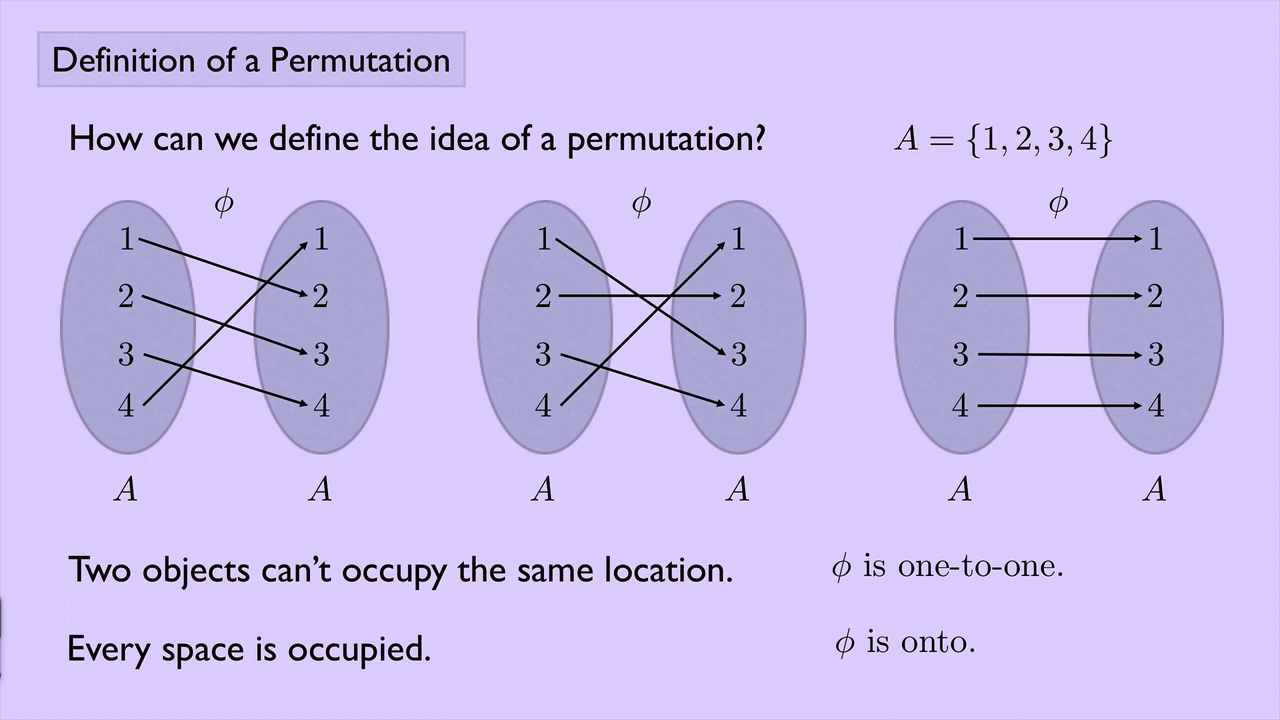 Definition of a Permutation
How can we define the idea of a permutation?
A = {1, 2, 3, 4}
ϕ
1 1
2 2
3 3
4 4
A A
ϕ
1 1
2 2
3 3
4 4
A A
ϕ
1 1
2 2
3 3
4 4
A A
Two objects can't occupy the same location.
ϕ is one-to-one.
Every space is occupied.
ϕ is onto.